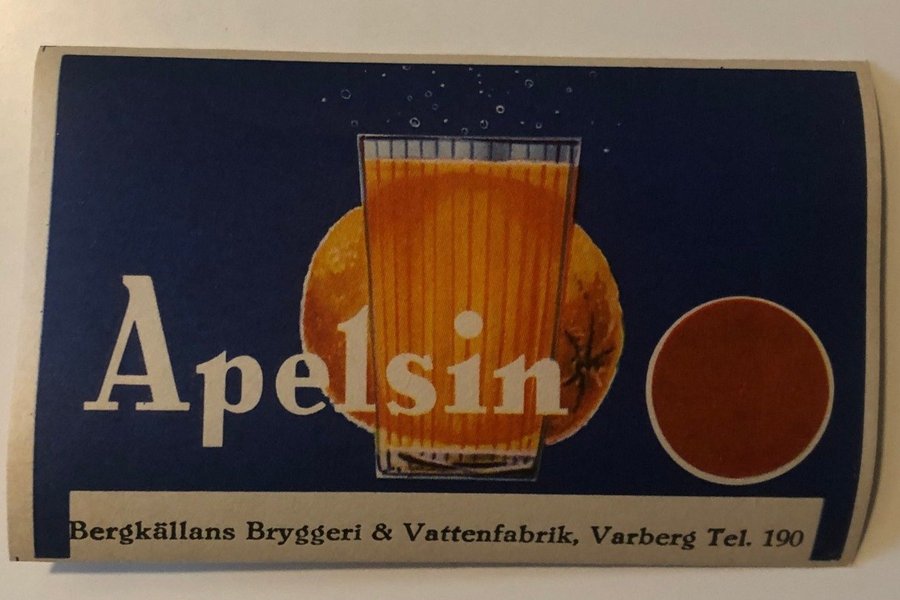 Apelsin
Bergkällans Bryggeri & Vattenfabrik, Varberg Tel. 190